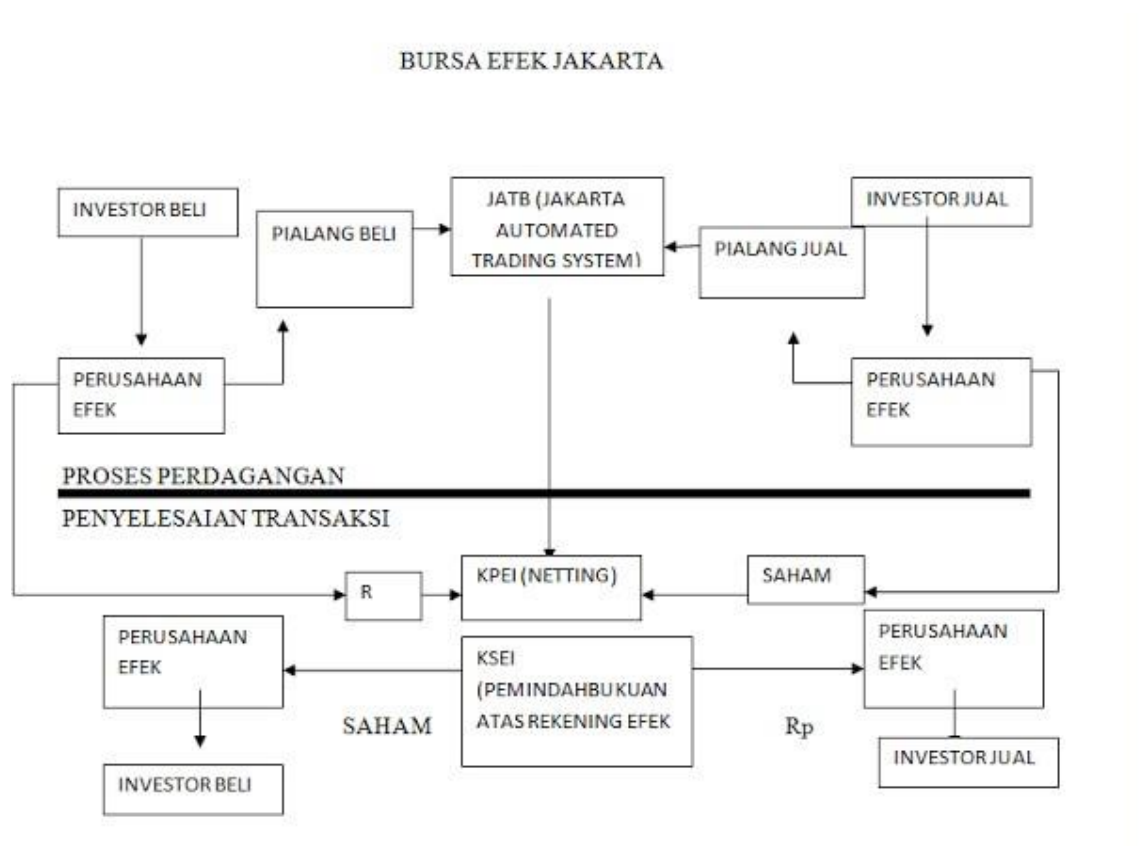 BURSA EFEK JAKARTA
INVESTOR BELI
PIALANG BELI
JATB (JAKARTA
AUTOMATED
TRADING SYSTEM)
PIALANG JUAL
INVESTOR JUAL
PERUSAHAAN
EFEK
PERUSAHAAN
EFEK
PROSES PERDAGANGAN
PENYELESAIAN TRANSAKSI
R
KPEI (NETTING)
SAHAM
PERUSAHAAN
EFEK
KSEI
(PEMINDAHBUKUAN
ATAS REKENING EFEK
PERUSAHAAN
EFEK
SAHAM
Rp
INVESTOR BELI
INVESTOR JUAL